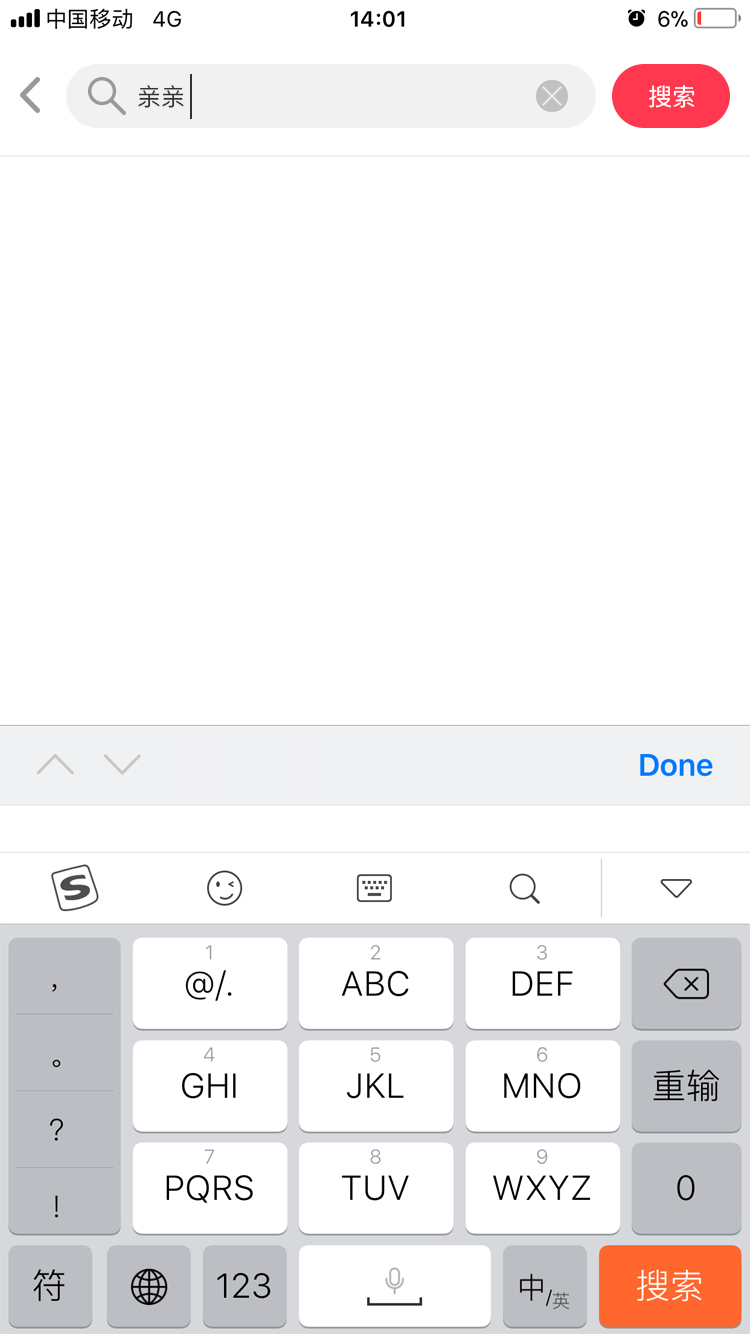 中国移动 4G 14:01 6%
亲亲 搜索
Done
S
， 1 2 3
@/. ABC DEF
。 4 5 6
GHI JKL MNO 重输
? 7 8 9
PQRS TUV WXYZ 0
!
符 123 中/英 搜索